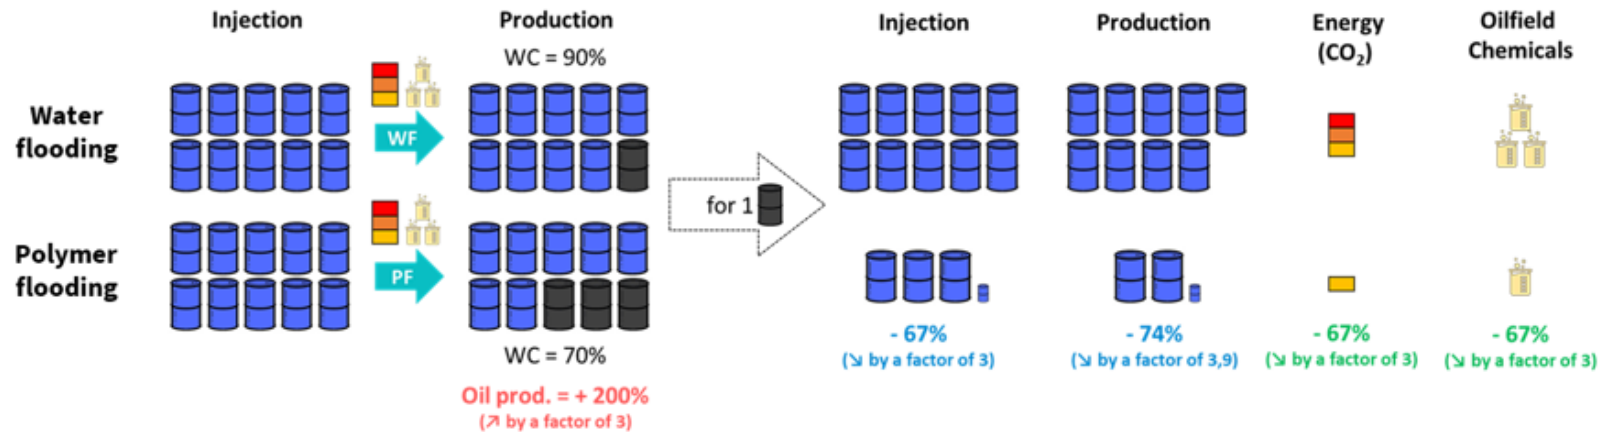 Injection
Production
WC = 90%
Water
flooding
WF
Polymer
flooding
PF
WC = 70%
Oil prod. = + 200%
(↗ by a factor of 3)
for 1
Injection
Production
Energy
(CO₂)
Oilfield
Chemicals
- 67%
(↘ by a factor of 3)
- 74%
(↘ by a factor of 3,9)
- 67%
(↘ by a factor of 3)
- 67%
(↘ by a factor of 3)